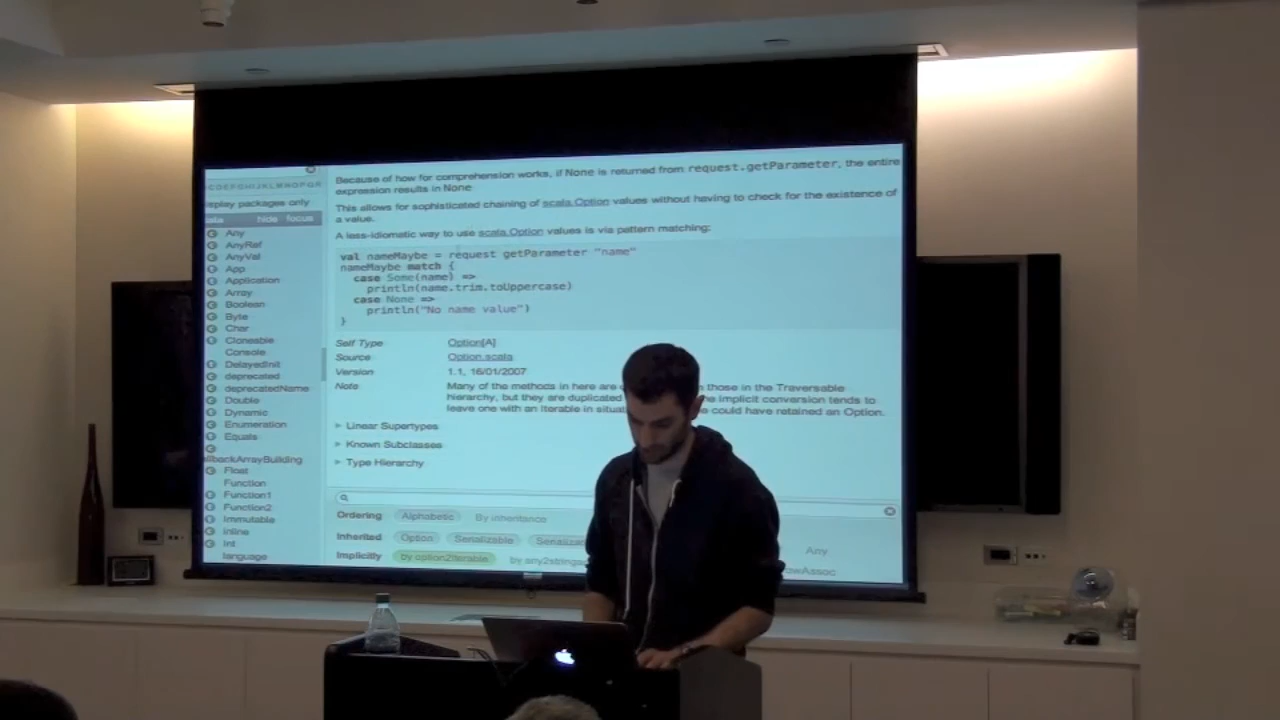 CDEFGHIJKLMNOPQR
display packages only
hide focus
Any
AnyRef
AnyVal
App
Application
Array
Boolean
Byte
Char
Cloneable
Console
DelayedInit
deprecated
deprecatedName
Double
Dynamic
Enumeration
Equals
llbackArrayBuilding
Float
Function
Function1
Function2
Immutable
inline
Int
language
Because of how for comprehension works, if None is returned from request.getParameter, the entire
expression results in None
This allows for sophisticated chaining of scala.Option values without having to check for the existence of
a value.
A less-idiomatic way to use scala.Option values is via pattern matching:
val nameMaybe = request getParameter "name"
nameMaybe match {
case Some(name) =>
println(name.trim.toUppercase)
case None =>
println("No name value")
}
Self Type Option[A]
Source Option.scala
Version 1.1, 16/01/2007
Note Many of the methods in here are those in the Traversable
hierarchy, but they are duplicated implicit conversion tends to
leave one with an Iterable in could have retained an Option.
Linear Supertypes
Known Subclasses
Type Hierarchy
Ordering Alphabetic By inheritance
Inherited Option Serializable Serializa Any
Implicitly by option2Iterable by any2strings owAssoc